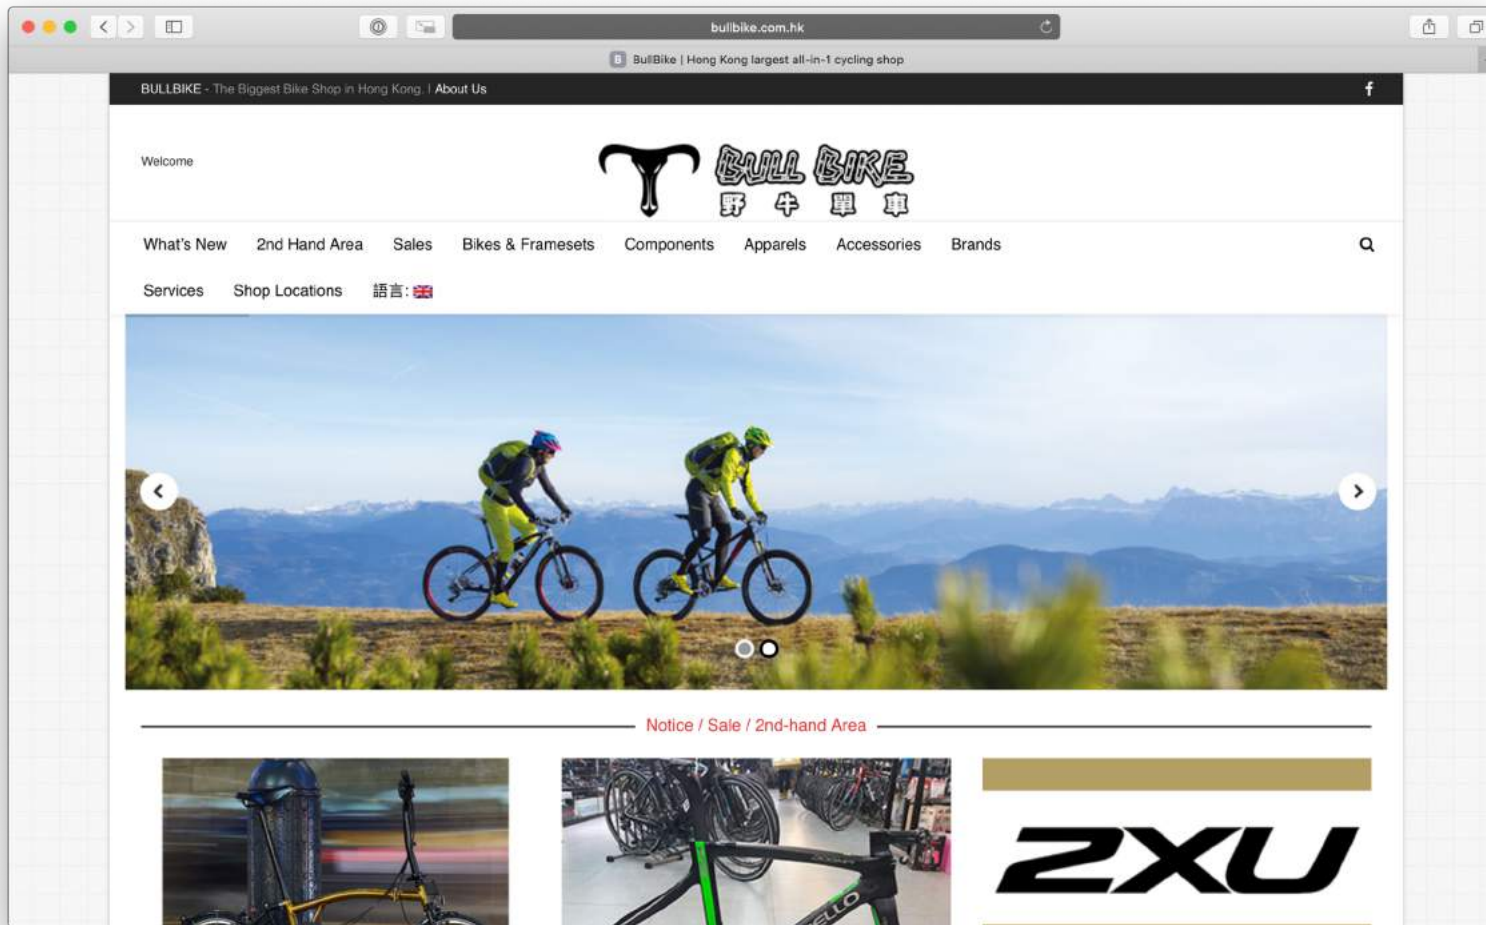 bullbike.com.hk
BullBike | Hong Kong largest all-in-1 cycling shop
BULLBIKE - The Biggest Bike Shop in Hong Kong. | About Us
Welcome
BULL BIKE
野牛單車
What's New 2nd Hand Area Sales Bikes & Framesets Components Apparels Accessories Brands
Services Shop Locations 語言:
Notice / Sale / 2nd-hand Area
2XU